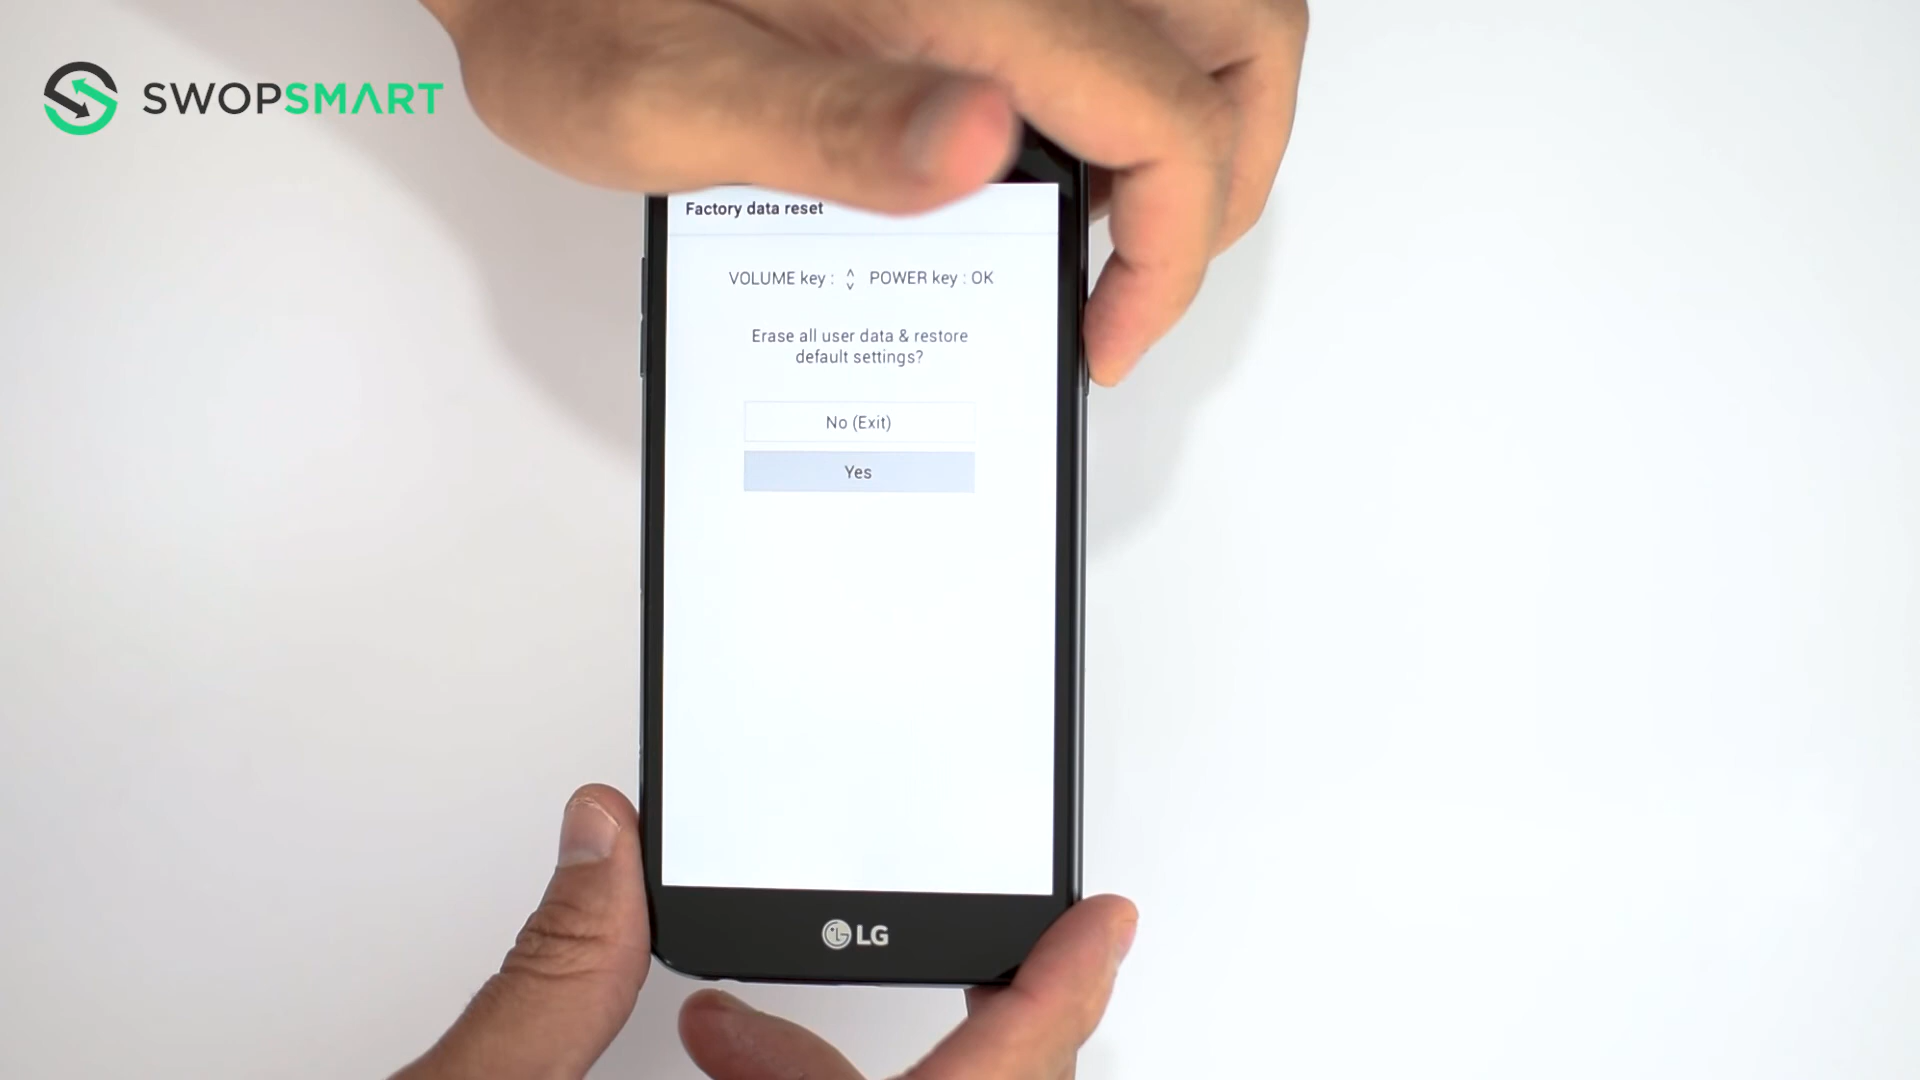 SWOPSMART
Factory data reset
VOLUME key : POWER key : OK
Erase all user data & restore
default settings?
No (Exit)
Yes
LG